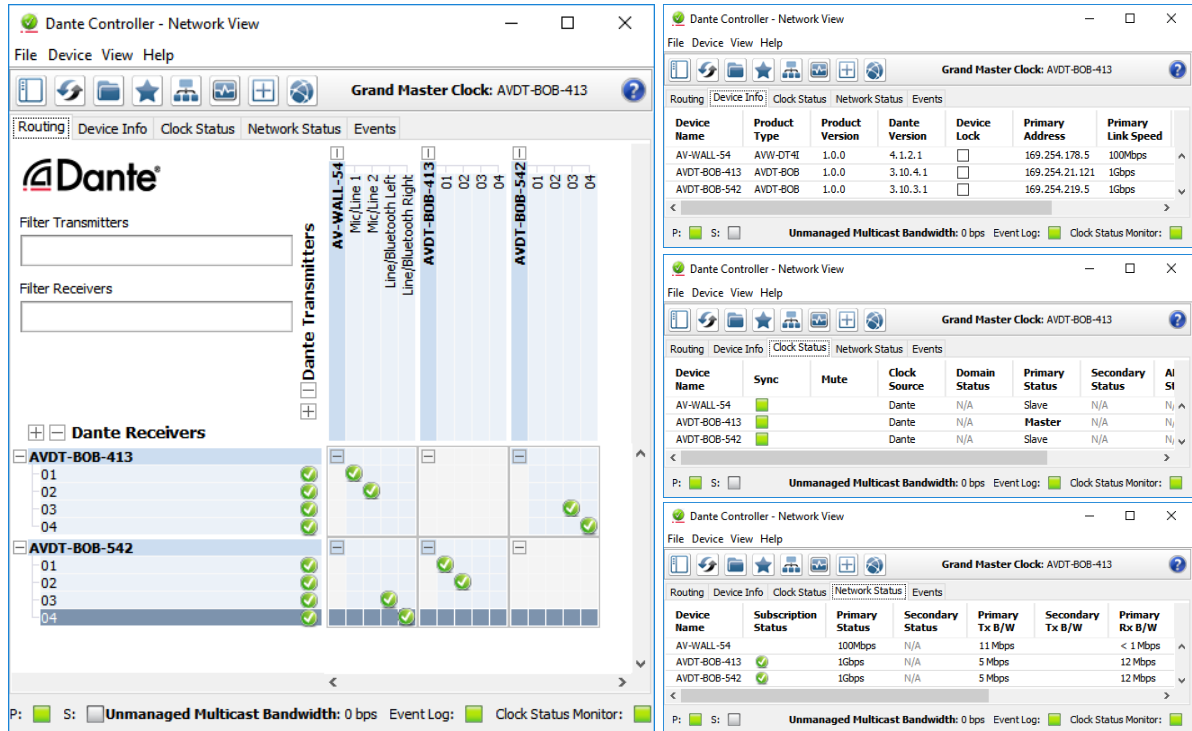 Dante Controller - Network View
File Device View Help
Grand Master Clock: AVDT-BOB-413
Routing Device Info Clock Status Network Status Events
Dante®
Filter Transmitters
Filter Receivers
Dante Transmitters
AV-WALL-54
Mic/Line 1
Mic/Line 2
Line/Bluetooth Left
Line/Bluetooth Right
AVDT-BOB-413
01
02
03
04
AVDT-BOB-542
01
02
03
04
Dante Receivers
AVDT-BOB-413
01
02
03
04
AVDT-BOB-542
01
02
03
04
P: S: Unmanaged Multicast Bandwidth: 0 bps Event Log: Clock Status Monitor:
Dante Controller - Network View
File Device View Help
Grand Master Clock: AVDT-BOB-413
Routing Device Info Clock Status Network Status Events
Device Name Product Type Product Version Dante Version Device Lock Primary Address Primary Link Speed
AV-WALL-54 AVW-DT4I 1.0.0 4.1.2.1 169.254.178.5 100Mbps
AVDT-BOB-413 AVDT-BOB 1.0.0 3.10.4.1 169.254.21.121 1Gbps
AVDT-BOB-542 AVDT-BOB 1.0.0 3.10.3.1 169.254.219.5 1Gbps
P: S: Unmanaged Multicast Bandwidth: 0 bps Event Log: Clock Status Monitor:
Dante Controller - Network View
File Device View Help
Grand Master Clock: AVDT-BOB-413
Routing Device Info Clock Status Network Status Events
Device Name Sync Mute Clock Source Domain Status Primary Status Secondary Status
AV-WALL-54 Dante N/A Slave N/A
AVDT-BOB-413 Dante N/A Master N/A
AVDT-BOB-542 Dante N/A Slave N/A
P: S: Unmanaged Multicast Bandwidth: 0 bps Event Log: Clock Status Monitor:
Dante Controller - Network View
File Device View Help
Grand Master Clock: AVDT-BOB-413
Routing Device Info Clock Status Network Status Events
Device Name Subscription Status Primary Status Secondary Status Primary Tx B/W Secondary Tx B/W Primary Rx B/W
AV-WALL-54 100Mbps N/A 11 Mbps < 1 Mbps
AVDT-BOB-413 1Gbps N/A 5 Mbps 12 Mbps
AVDT-BOB-542 1Gbps N/A 5 Mbps 12 Mbps
P: S: Unmanaged Multicast Bandwidth: 0 bps Event Log: Clock Status Monitor: